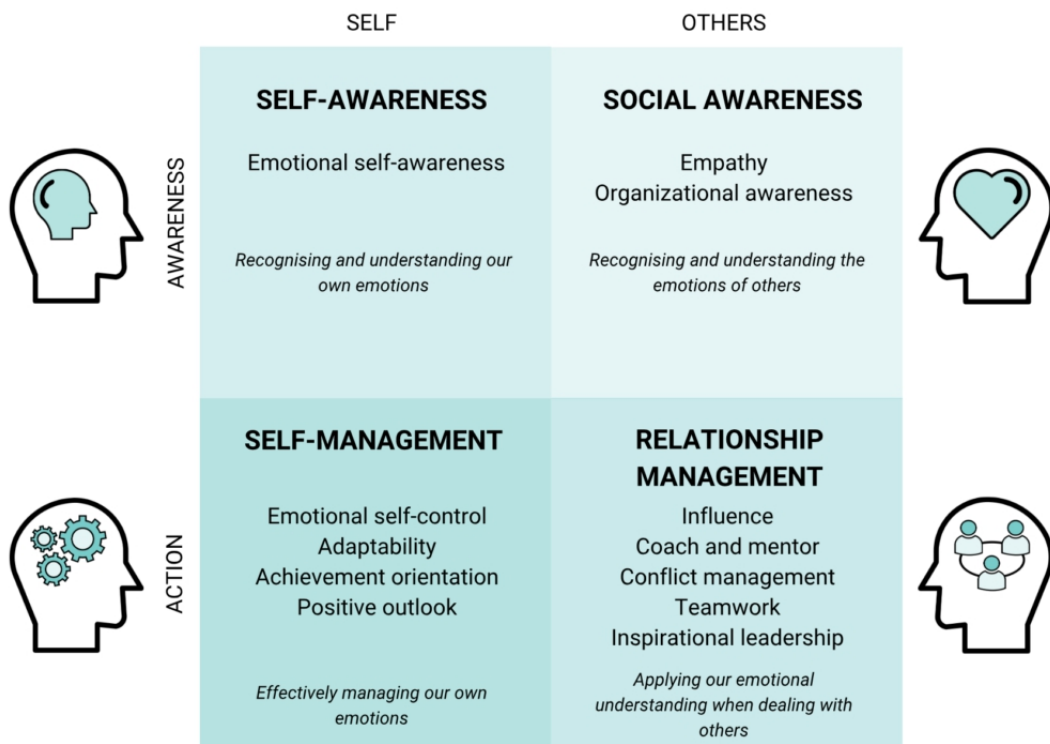 SELF
OTHERS
AWARENESS
SELF-AWARENESS
Emotional self-awareness
Recognising and understanding our
own emotions
SOCIAL AWARENESS
Empathy
Organizational awareness
Recognising and understanding the
emotions of others
ACTION
SELF-MANAGEMENT
Emotional self-control
Adaptability
Achievement orientation
Positive outlook
Effectively managing our own
emotions
RELATIONSHIP
MANAGEMENT
Influence
Coach and mentor
Conflict management
Teamwork
Inspirational leadership
Applying our emotional
understanding when dealing with
others